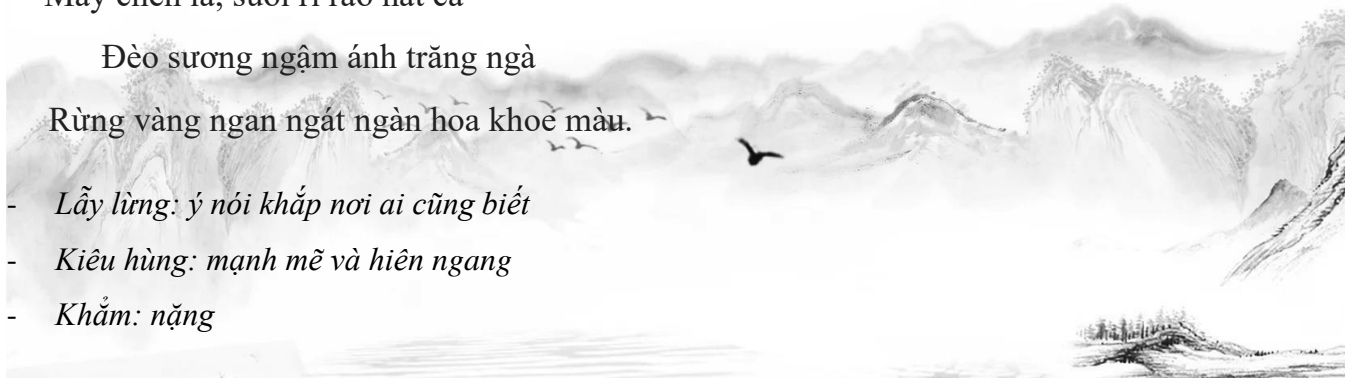 Đèo sương ngậm ánh trăng ngà
Rừng vàng ngan ngát ngàn hoa khoe màu.
- Lẫy lừng: ý nói khắp nơi ai cũng biết
- Kiêu hùng: mạnh mẽ và hiên ngang
- Khẳm: nặng